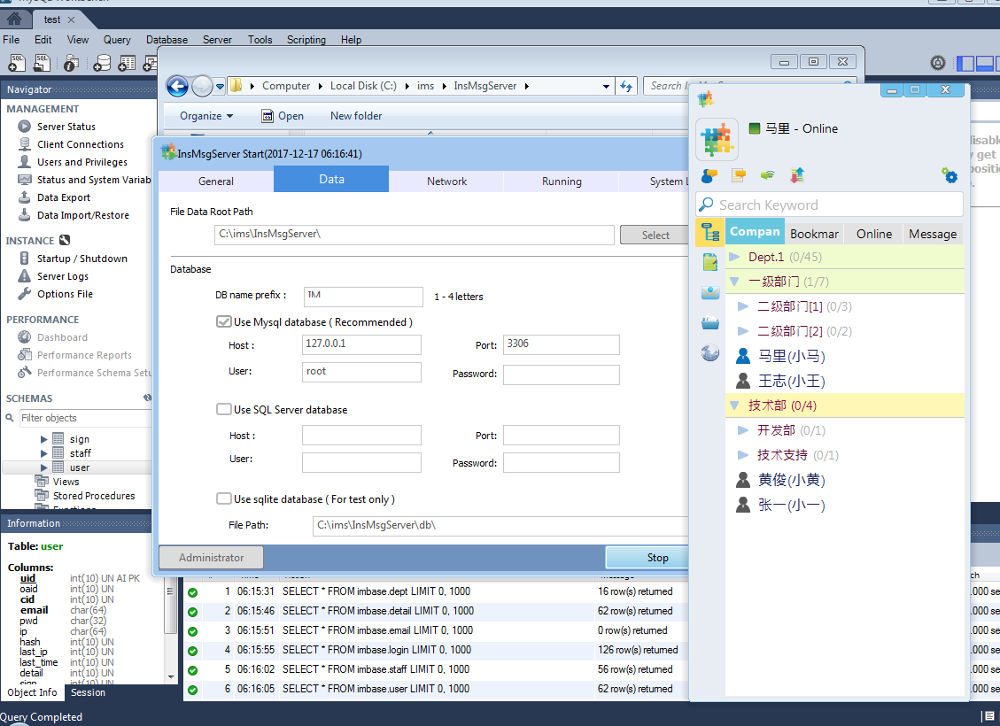 test
File Edit View Query Database Server Tools Scripting Help
Navigator
MANAGEMENT
Server Status
Client Connections
Users and Privileges
Status and System Variab
Data Export
Data Import/Restore
INSTANCE
Startup / Shutdown
Server Logs
Options File
PERFORMANCE
Dashboard
Performance Reports
Performance Schema Setu
SCHEMAS
Filter objects
sign
staff
user
Views
Stored Procedures
Information
Table: user
Columns:
uid int(10) UN AI PK
oaid int(10) UN
cid int(10) UN
email char(64)
pwd char(32)
ip char(64)
hash int(10) UN
last_ip int(10) UN
last_time int(10) UN
detail int(10) UN
sign int(10) UN
Object Info Session
Query Completed
Computer Local Disk (C:) ims InsMsgServer
Organize Open New folder
InsMsgServer Start(2017-12-17 06:16:41)
General Data Network Running System L
File Data Root Path
C:\ims\InsMsgServer\ Select
Database
DB name prefix : IM 1 - 4 letters
Use Mysql database ( Recommended )
Host : 127.0.0.1 Port: 3306
User: root Password:
Use SQL Server database
Host : Port:
User: Password:
Use sqlite database ( For test only )
File Path: C:\ims\InsMsgServer\db\
Administrator Stop
1 06:15:31 SELECT * FROM imbase.dept LIMIT 0, 1000 16 row(s) returned
2 06:15:46 SELECT * FROM imbase.detail LIMIT 0, 1000 62 row(s) returned
3 06:15:51 SELECT * FROM imbase.email LIMIT 0, 1000 0 row(s) returned
4 06:15:55 SELECT * FROM imbase.login LIMIT 0, 1000 126 row(s) returned
5 06:16:02 SELECT * FROM imbase.staff LIMIT 0, 1000 56 row(s) returned
6 06:16:05 SELECT * FROM imbase.user LIMIT 0, 1000 62 row(s) returned
马里 - Online
Search Keyword
Compan Bookmar Online Message
Dept.1 (0/45)
一级部门 (1/7)
二级部门[1] (0/3)
二级部门[2] (0/2)
马里(小马)
王志(小王)
技术部 (0/4)
开发部 (0/1)
技术支持 (0/1)
黄俊(小黄)
张一(小一)
.000 se
.000 se
.000 se
.000 se
.000 se
.000 se